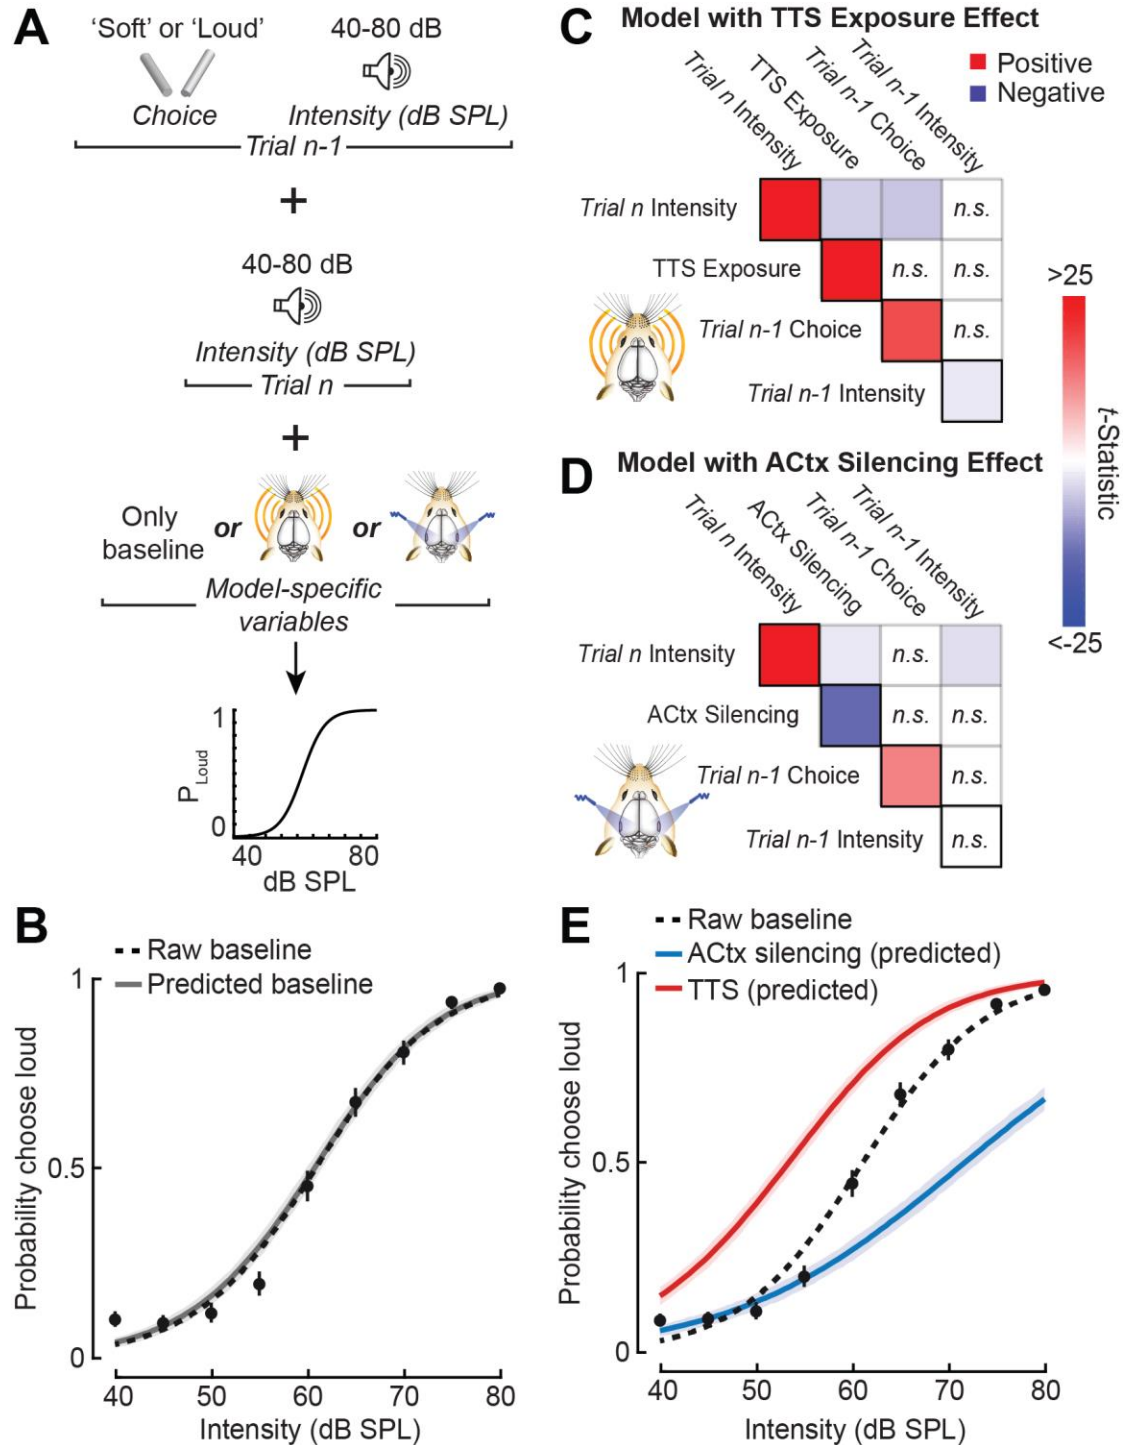 A
'Soft' or 'Loud'
40-80 dB
Choice
Intensity (dB SPL)
Trial n-1
+
40-80 dB
Intensity (dB SPL)
Trial n
+
Only
baseline
or
or
Model-specific
variables
1
P Loud
0
40
80
dB SPL
B
Raw baseline
Predicted baseline
1
0.5
0
Probability choose loud
40
50
60
70
80
Intensity (dB SPL)
C
Model with TTS Exposure Effect
Positive
Negative
Trial n Intensity
TTS Exposure
Trial n-1 Choice
Trial n-1 Intensity
Trial n Intensity
n.s.
TTS Exposure
n.s.
n.s.
Trial n-1 Choice
n.s.
Trial n-1 Intensity
>25
t-Statistic
<-25
D
Model with ACtx Silencing Effect
Trial n Intensity
ACtx Silencing
Trial n-1 Choice
Trial n-1 Intensity
Trial n Intensity
n.s.
ACtx Silencing
n.s.
n.s.
Trial n-1 Choice
n.s.
Trial n-1 Intensity
n.s.
E
Raw baseline
ACtx silencing (predicted)
TTS (predicted)
1
0.5
0
Probability choose loud
40
50
60
70
80
Intensity (dB SPL)